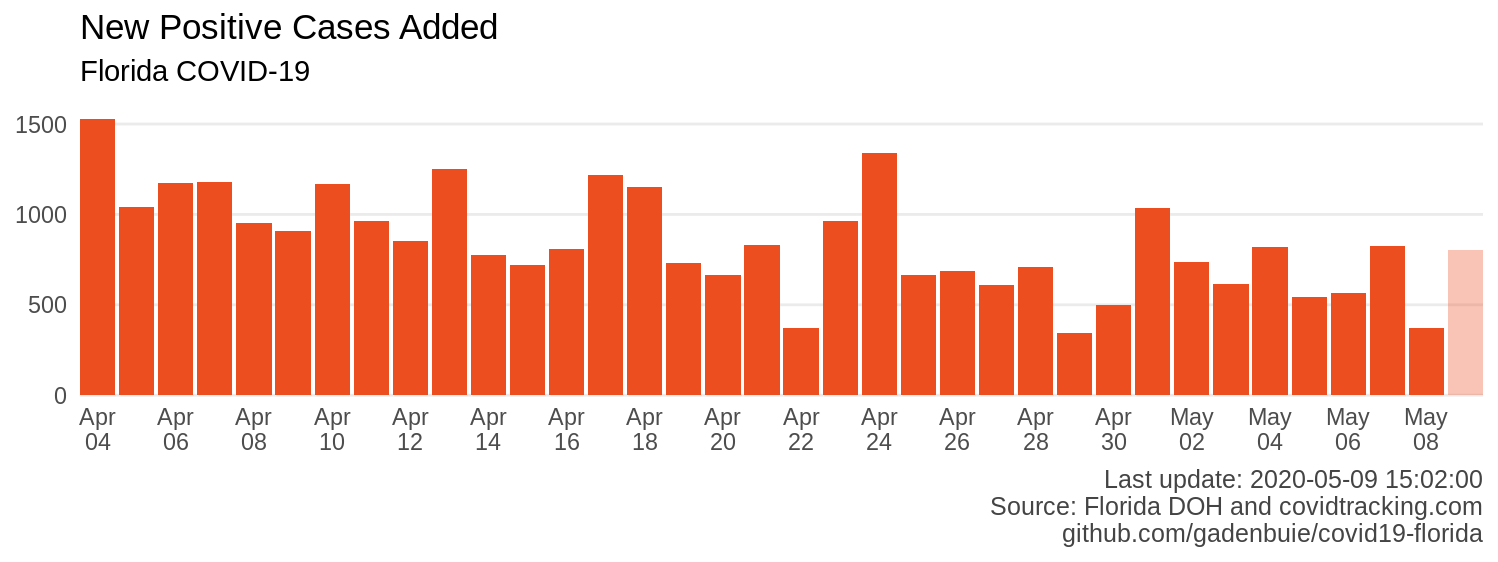 New Positive Cases Added
Florida COVID-19
1500
1000
500
0
Apr Apr Apr Apr Apr Apr Apr Apr Apr Apr Apr Apr Apr Apr May May May May
04 06 08 10 12 14 16 18 20 22 24 26 28 30 02 04 06 08
Last update: 2020-05-09 15:02:00
Source: Florida DOH and covidtracking.com
github.com/gadenbuie/covid19-florida